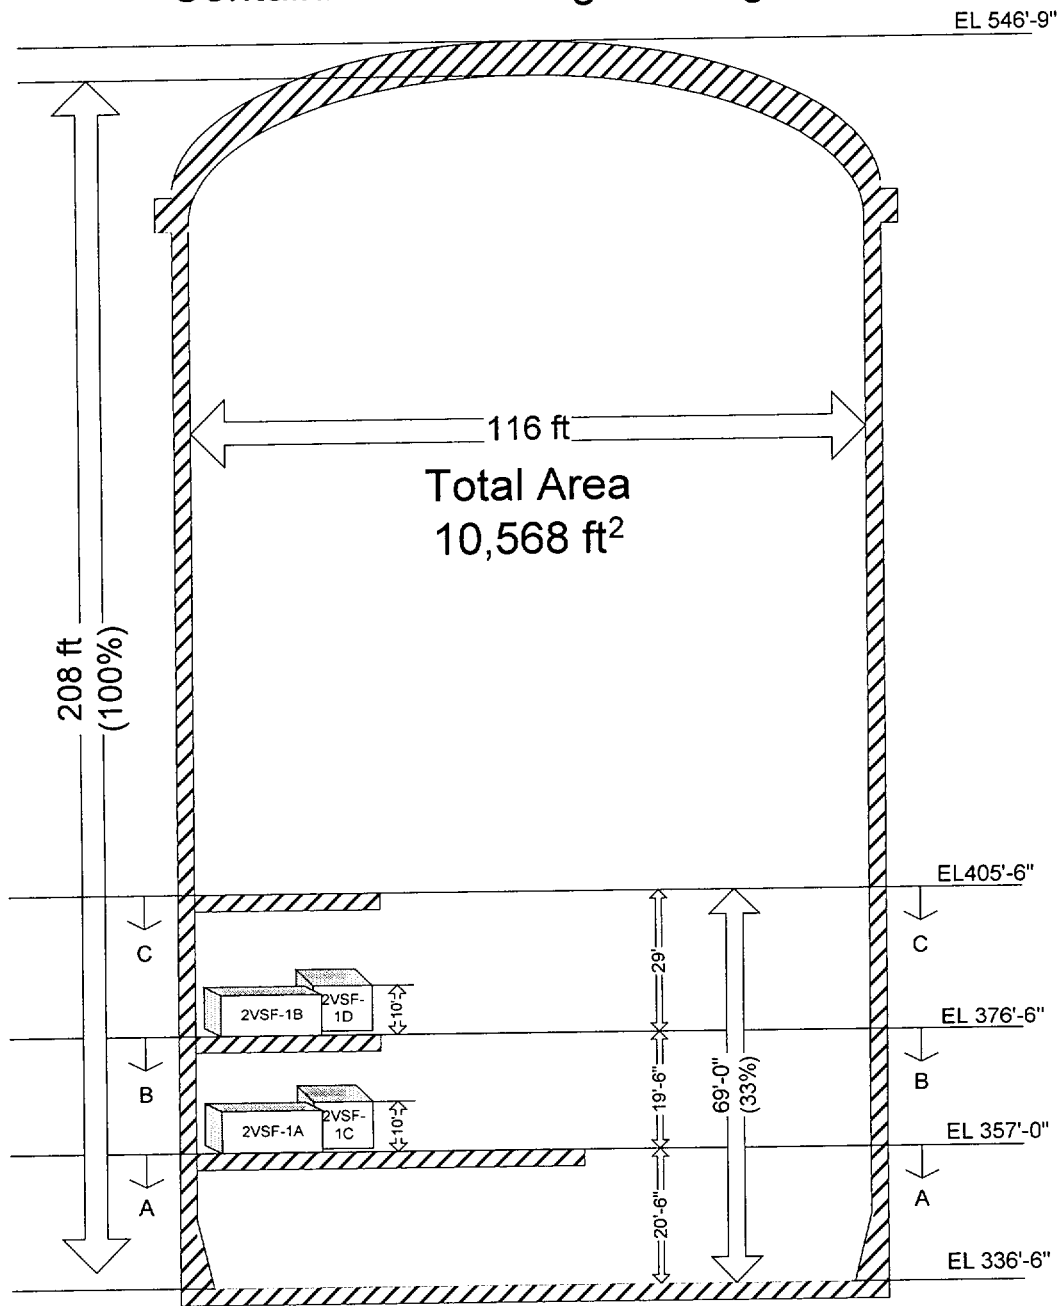 EL 546'-9"
116 ft
Total Area
10,568 ft²
208 ft
(100%)
EL405'-6"
C
C
29'
2VSF-1B
2VSF-
1D
10'
EL 376'-6"
B
B
19'-6"
69'-0"
(33%)
2VSF-1A
2VSF-
1C
10'
EL 357'-0"
A
A
20'-6"
EL 336'-6"